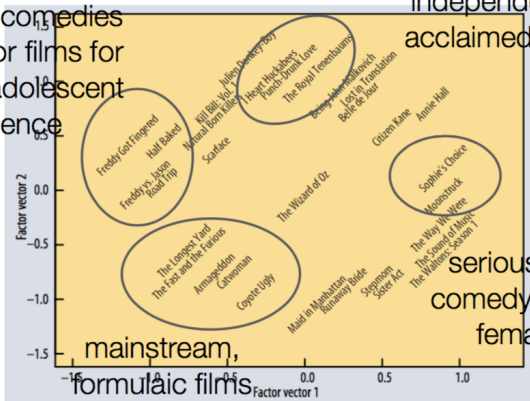 comedies
or films for
adolescent
ence
independ
acclaimed
serious
comedy
fema
mainstream,
formulaic films
1.5
1.0
0.5
0.0
−0.5
−1.0
−1.5
Factor vector 2
−1.5
−1.0
−0.5
0.0
0.5
1.0
Factor vector 1
Freddy Got Fingered
Half Baked
Freddy vs. Jason
Road Trip
Julien Donkey-Boy
Kill Bill: Vol. 1
Natural Born Killers
Scarface
I Heart Huckabees
Punch-Drunk Love
The Royal Tenenbaums
Being John Malkovich
Lost in Translation
Belle de Jour
Citizen Kane
Annie Hall
Sophie's Choice
Moonstruck
The Way We Were
The Sound of Music
The Waltons: Season 1
The Wizard of Oz
The Longest Yard
The Fast and the Furious
Armageddon
Catwoman
Coyote Ugly
Maid in Manhattan
Runaway Bride
Stepmom
Sister Act